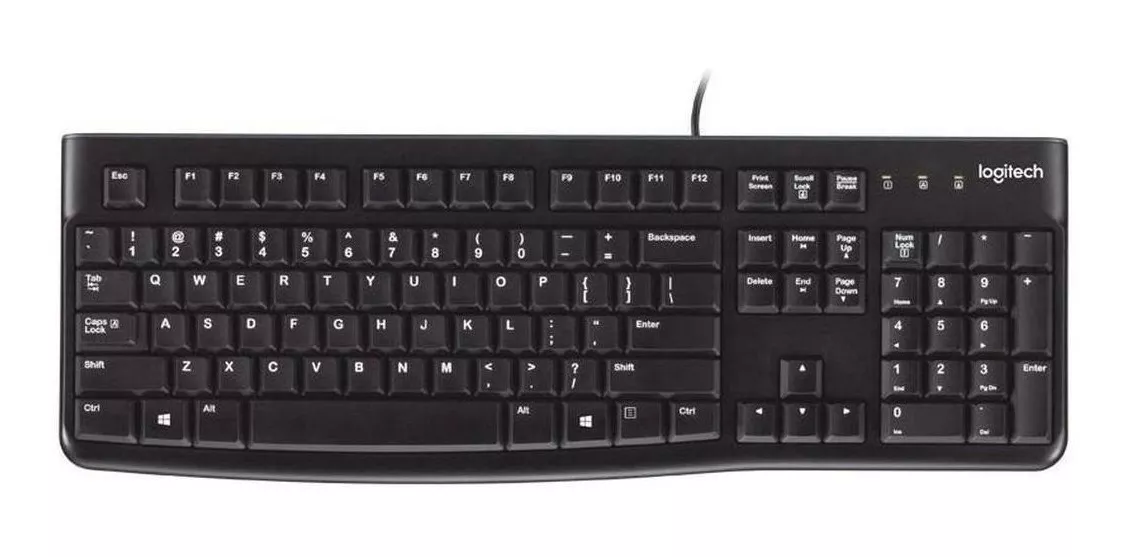 Esc F1 F2 F3 F4 F5 F6 F7 F8 F9 F10 F11 F12 Print Screen Scroll Lock Pause Break logitech
~ ` ! 1 @ 2 # 3 $ 4 % 5 ^ 6 & 7 * 8 ( 9 ) 0 — – + = Backspace Insert Home Page Up Num Lock / * –
Tab Q W E R T Y U I O P { [ } ] | \ Delete End Page Down 7 Home 8 9 Pg Up +
Caps Lock A S D F G H J K L : ; " ' Enter 4 5 6
Shift Z X C V B N M < , > . ? / Shift 1 End 2 3 Pg Dn Enter
Ctrl Alt Alt Ctrl 0 Ins . Del